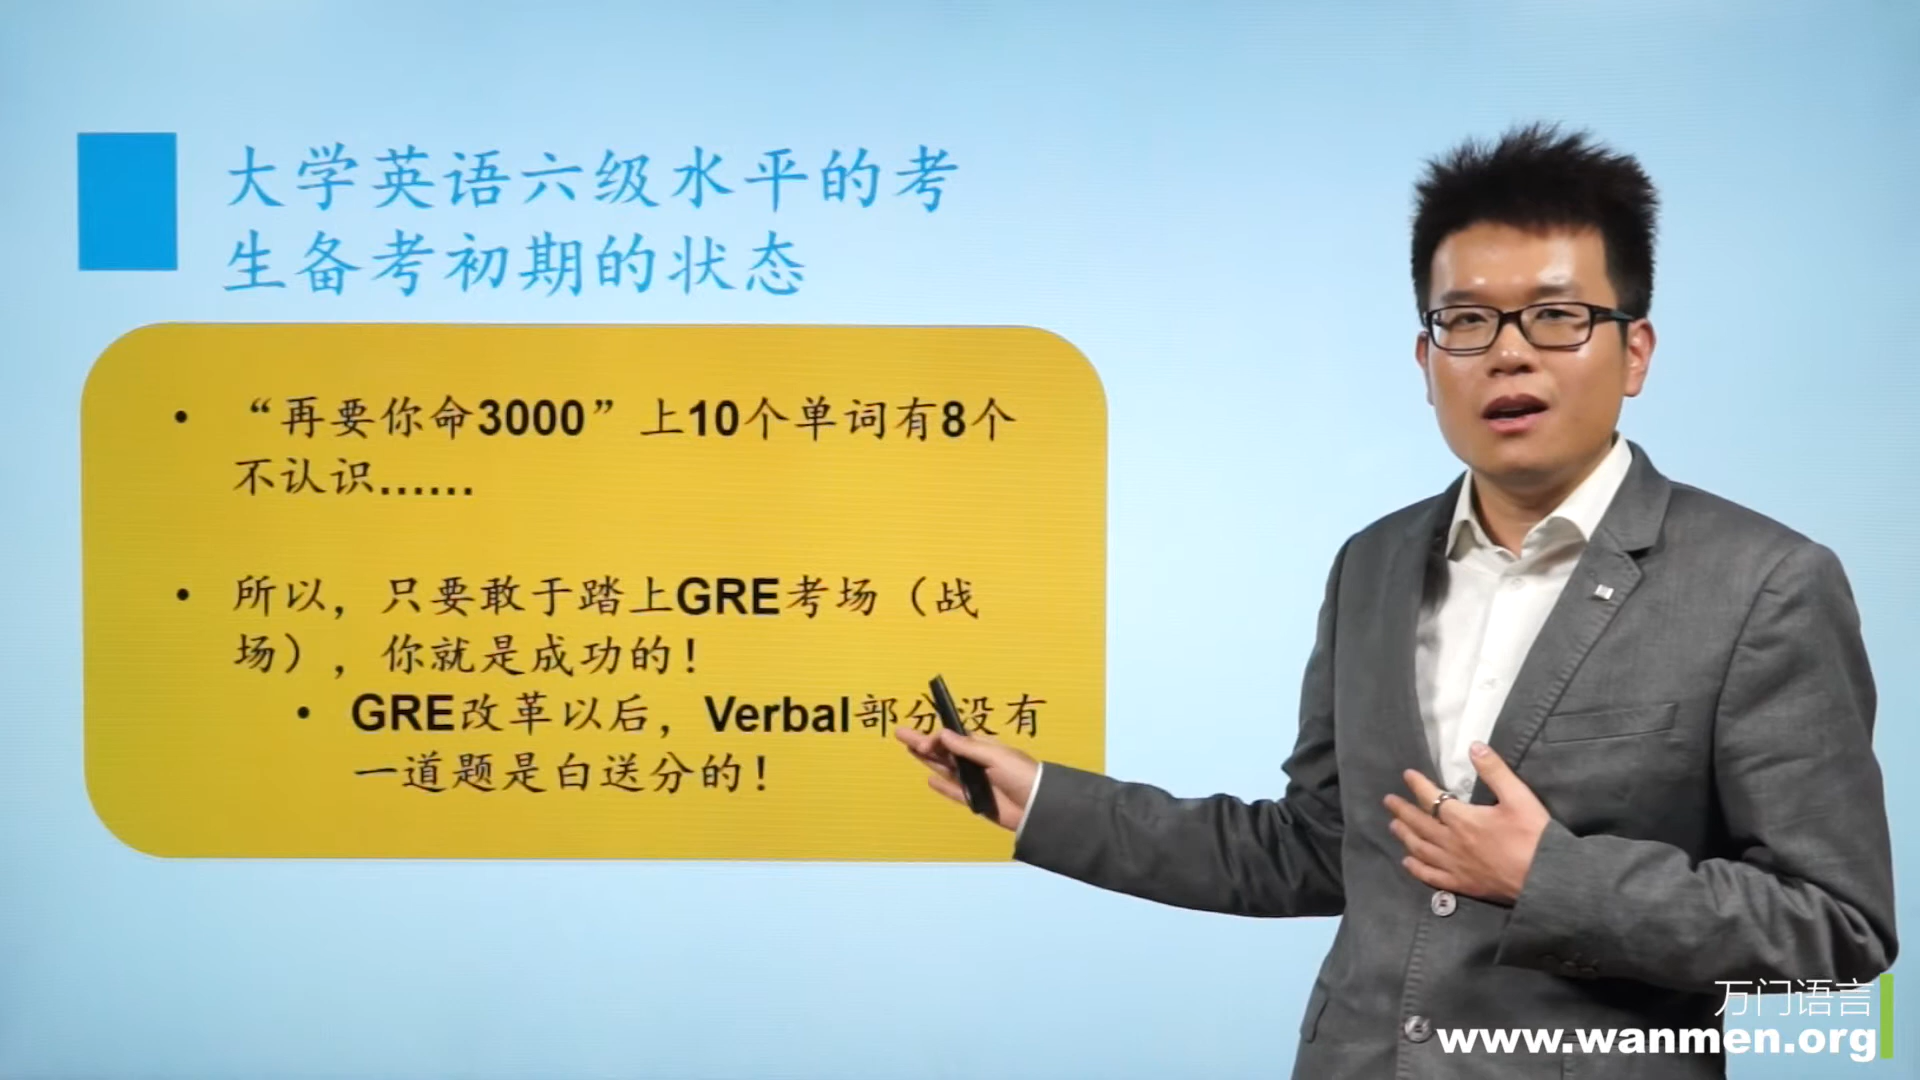 大学英语六级水平的考
生备考初期的状态
• “再要你命3000”上10个单词有8个
不认识……
• 所以，只要敢于踏上GRE考场（战
场），你就是成功的！
• GRE改革以后，Verbal部分没有
一道题是白送分的！
万门语言
www.wanmen.org